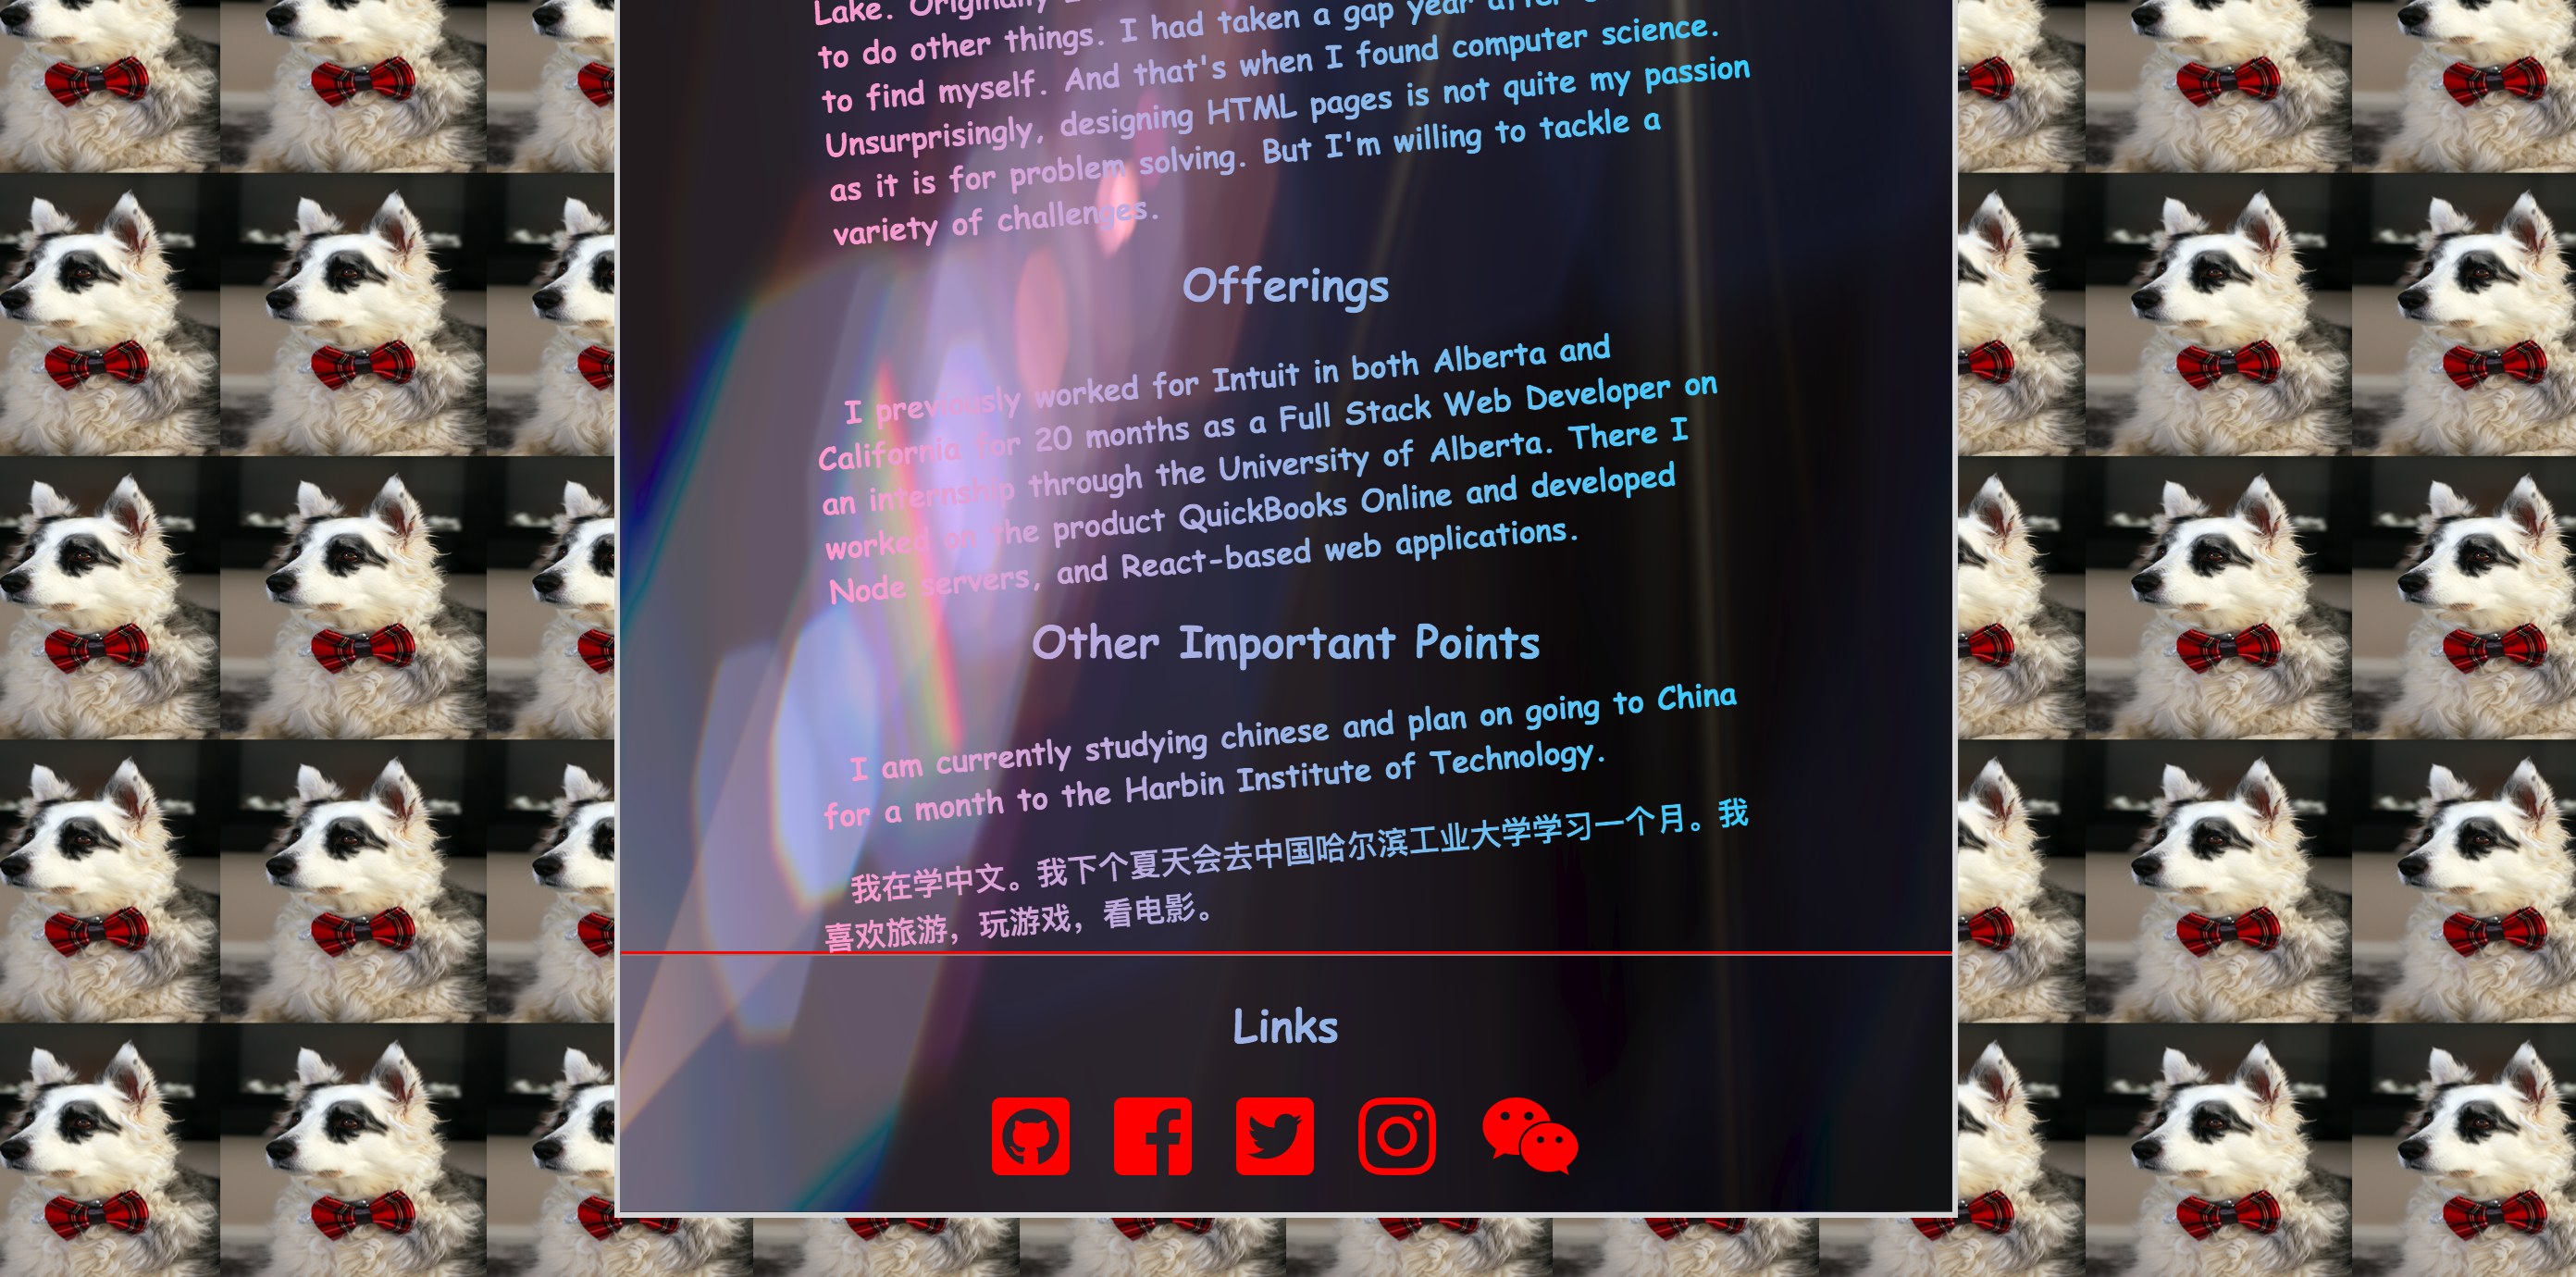 Lake. Originally
to do other things. I had taken a gap year after
to find myself. And that's when I found computer science.
Unsurprisingly, designing HTML pages is not quite my passion
as it is for problem solving. But I'm willing to tackle a
variety of challenges.
Offerings
I previously worked for Intuit in both Alberta and
California for 20 months as a Full Stack Web Developer on
an internship through the University of Alberta. There I
worked on the product QuickBooks Online and developed
Node servers, and React-based web applications.
Other Important Points
I am currently studying chinese and plan on going to China
for a month to the Harbin Institute of Technology.
我在学中文。我下个夏天会去中国哈尔滨工业大学学习一个月。我
喜欢旅游，玩游戏，看电影。
Links